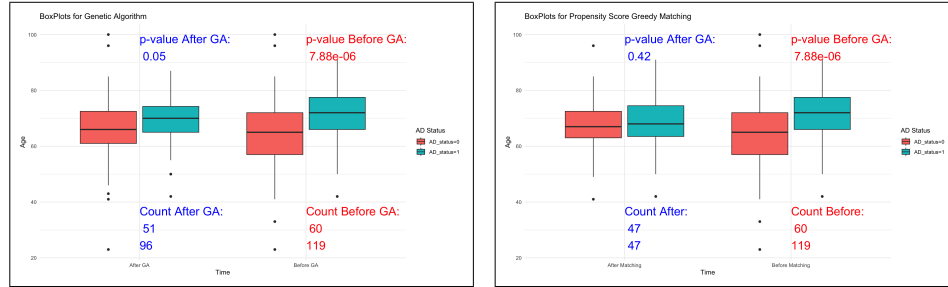 BoxPlots for Genetic Algorithm
p-value After GA:
0.05
p-value Before GA:
7.88e-06
100
80
60
40
20
Age
AD Status
AD_status=0
AD_status=1
Count After GA:
51
96
Count Before GA:
60
119
After GA
Before GA
Time
BoxPlots for Propensity Score Greedy Matching
p-value After GA:
0.42
p-value Before GA:
7.88e-06
100
80
60
40
20
Age
AD Status
AD_status=0
AD_status=1
Count After:
47
47
Count Before:
60
119
After Matching
Before Matching
Time